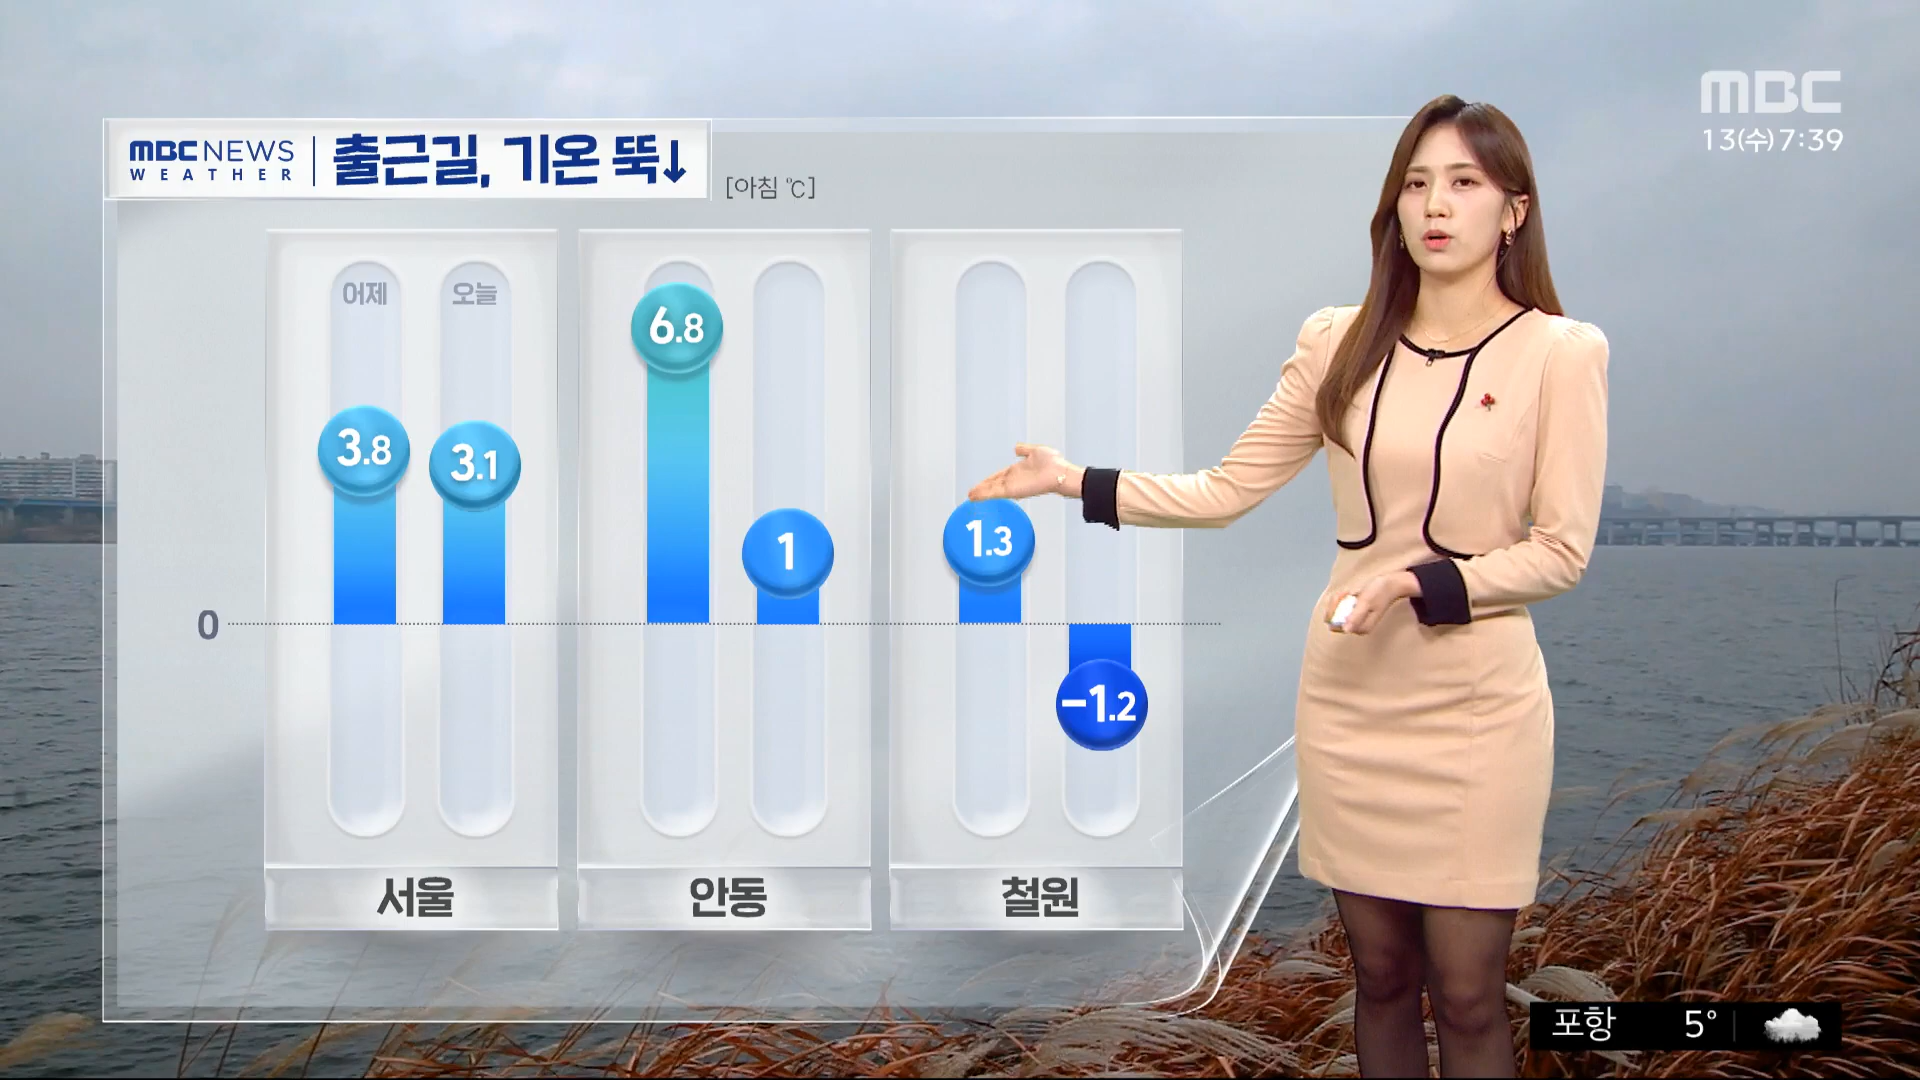 MBC NEWS
WEATHER
출근길, 기온 뚝↓
[아침 ℃]
MBC
13(수)7:39
어제
오늘
3.8
3.1
6.8
1
1.3
-1.2
0
서울
안동
철원
포항 5°